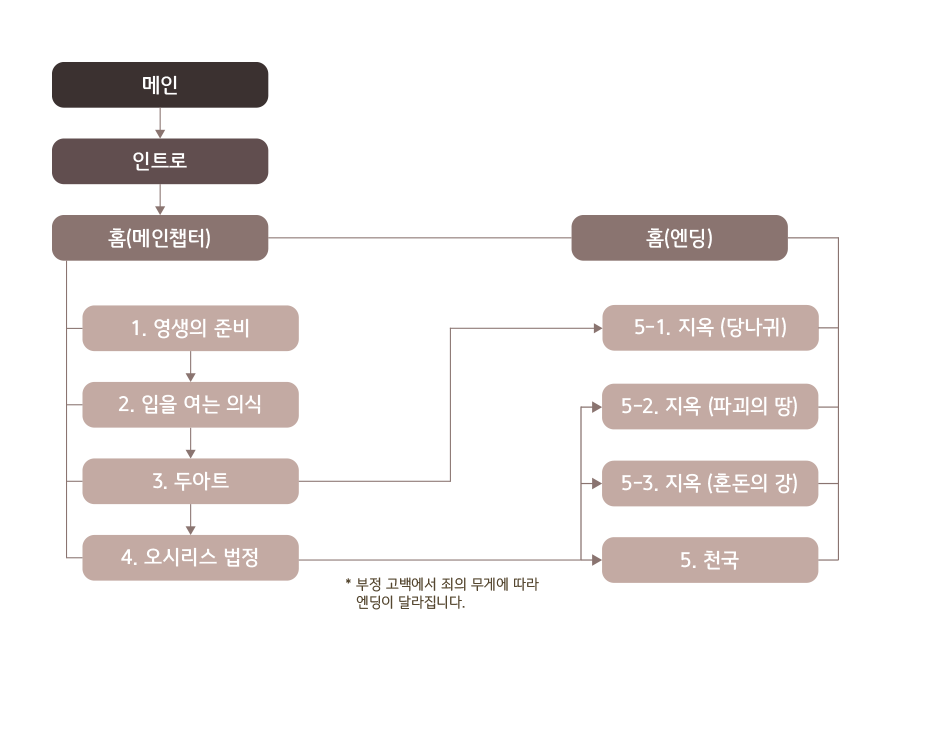 메인
인트로
홈(메인챕터)
홈(엔딩)
1. 영생의 준비
2. 입을 여는 의식
3. 두아트
4. 오시리스 법정
5-1. 지옥 (당나귀)
5-2. 지옥 (파괴의 땅)
5-3. 지옥 (혼돈의 강)
5. 천국
* 부정 고백에서 죄의 무게에 따라
엔딩이 달라집니다.